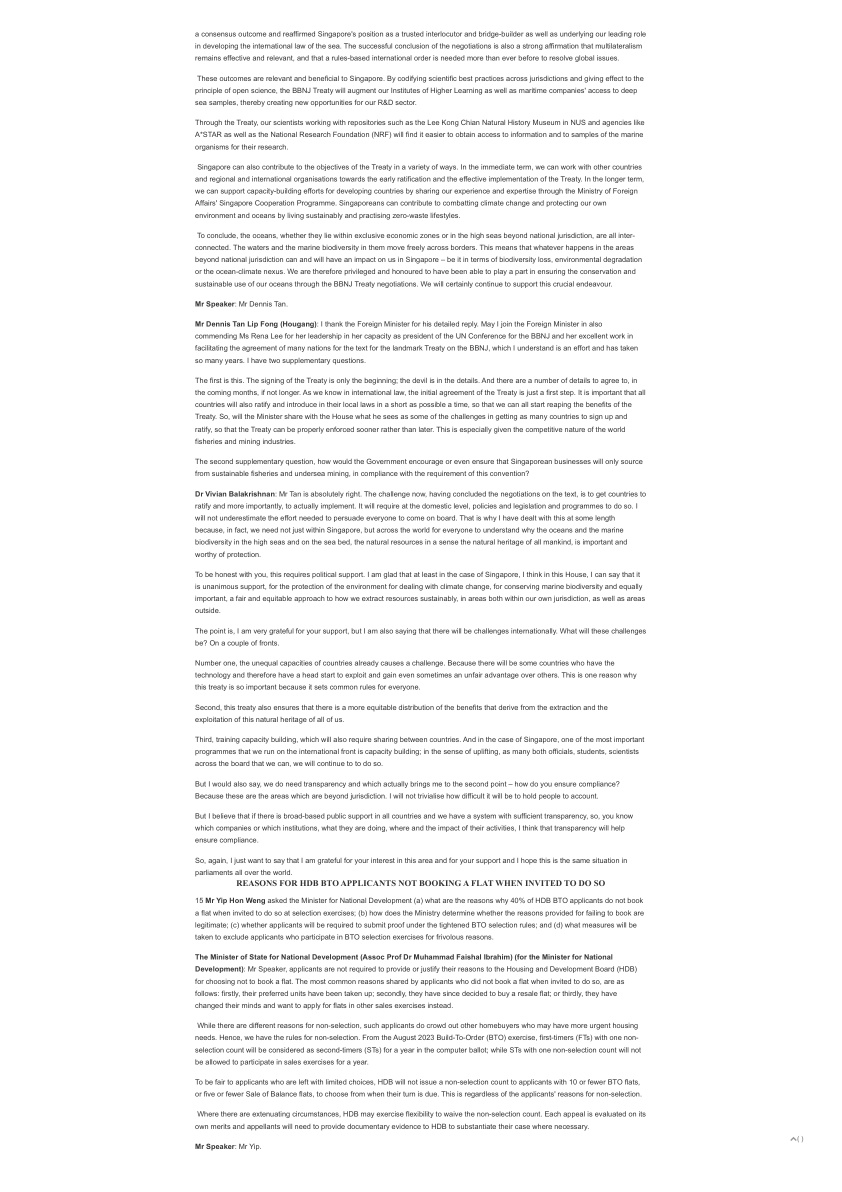 a consensus outcome and reaffirmed Singapore's position as a trusted interlocutor and bridge-builder as well as underlying our leading role
in developing the international law of the sea. The successful conclusion of the negotiations is also a strong affirmation that multilateralism
remains effective and relevant, and that a rules-based international order is needed more than ever before to resolve global issues.
These outcomes are relevant and beneficial to Singapore. By codifying scientific best practices across jurisdictions and giving effect to the
principle of open science, the BBNJ Treaty will augment our Institutes of Higher Learning as well as maritime companies' access to deep
sea samples, thereby creating new opportunities for our R&D sector.
Through the Treaty, our scientists working with repositories such as the Lee Kong Chian Natural History Museum in NUS and agencies like
A*STAR as well as the National Research Foundation (NRF) will find it easier to obtain access to information and to samples of the marine
organisms for their research.
Singapore can also contribute to the objectives of the Treaty in a variety of ways. In the immediate term, we can work with other countries
and regional and international organisations towards the early ratification and the effective implementation of the Treaty. In the longer term,
we can support capacity-building efforts for developing countries by sharing our experience and expertise through the Ministry of Foreign
Affairs' Singapore Cooperation Programme. Singaporeans can contribute to combatting climate change and protecting our own
environment and oceans by living sustainably and practising zero-waste lifestyles.
To conclude, the oceans, whether they lie within exclusive economic zones or in the high seas beyond national jurisdiction, are all inter-
connected. The waters and the marine biodiversity in them move freely across borders. This means that whatever happens in the areas
beyond national jurisdiction can and will have an impact on us in Singapore – be it in terms of biodiversity loss, environmental degradation
or the ocean-climate nexus. We are therefore privileged and honoured to have been able to play a part in ensuring the conservation and
sustainable use of our oceans through the BBNJ Treaty negotiations. We will certainly continue to support this crucial endeavour.
Mr Speaker: Mr Dennis Tan.
Mr Dennis Tan Lip Fong (Hougang): I thank the Foreign Minister for his detailed reply. May I join the Foreign Minister in also
commending Ms Rena Lee for her leadership in her capacity as president of the UN Conference for the BBNJ and her excellent work in
facilitating the agreement of many nations for the text for the landmark Treaty on the BBNJ, which I understand is an effort and has taken
so many years. I have two supplementary questions.
The first is this. The signing of the Treaty is only the beginning; the devil is in the details. And there are a number of details to agree to, in
the coming months, if not longer. As we know in international law, the initial agreement of the Treaty is just a first step. It is important that all
countries will also ratify and introduce in their local laws in a short as possible a time, so that we can all start reaping the benefits of the
Treaty. So, will the Minister share with the House what he sees as some of the challenges in getting as many countries to sign up and
ratify, so that the Treaty can be properly enforced sooner rather than later. This is especially given the competitive nature of the world
fisheries and mining industries.
The second supplementary question, how would the Government encourage or even ensure that Singaporean businesses will only source
from sustainable fisheries and undersea mining, in compliance with the requirement of this convention?
Dr Vivian Balakrishnan: Mr Tan is absolutely right. The challenge now, having concluded the negotiations on the text, is to get countries to
ratify and more importantly, to actually implement. It will require at the domestic level, policies and legislation and programmes to do so. I
will not underestimate the effort needed to persuade everyone to come on board. That is why I have dealt with this at some length
because, in fact, we need not just within Singapore, but across the world for everyone to understand why the oceans and the marine
biodiversity in the high seas and on the sea bed, the natural resources in a sense the natural heritage of all mankind, is important and
worthy of protection.
To be honest with you, this requires political support. I am glad that at least in the case of Singapore, I think in this House, I can say that it
is unanimous support, for the protection of the environment for dealing with climate change, for conserving marine biodiversity and equally
important, a fair and equitable approach to how we extract resources sustainably, in areas both within our own jurisdiction, as well as areas
outside.
The point is, I am very grateful for your support, but I am also saying that there will be challenges internationally. What will these challenges
be? On a couple of fronts.
Number one, the unequal capacities of countries already causes a challenge. Because there will be some countries who have the
technology and therefore have a head start to exploit and gain even sometimes an unfair advantage over others. This is one reason why
this treaty is so important because it sets common rules for everyone.
Second, this treaty also ensures that there is a more equitable distribution of the benefits that derive from the extraction and the
exploitation of this natural heritage of all of us.
Third, training capacity building, which will also require sharing between countries. And in the case of Singapore, one of the most important
programmes that we run on the international front is capacity building; in the sense of uplifting, as many both officials, students, scientists
across the board that we can, we will continue to to do so.
But I would also say, we do need transparency and which actually brings me to the second point – how do you ensure compliance?
Because these are the areas which are beyond jurisdiction. I will not trivialise how difficult it will be to hold people to account.
But I believe that if there is broad-based public support in all countries and we have a system with sufficient transparency, so, you know
which companies or which institutions, what they are doing, where and the impact of their activities, I think that transparency will help
ensure compliance.
So, again, I just want to say that I am grateful for your interest in this area and for your support and I hope this is the same situation in
parliaments all over the world.
REASONS FOR HDB BTO APPLICANTS NOT BOOKING A FLAT WHEN INVITED TO DO SO
15 Mr Yip Hon Weng asked the Minister for National Development (a) what are the reasons why 40% of HDB BTO applicants do not book
a flat when invited to do so at selection exercises; (b) how does the Ministry determine whether the reasons provided for failing to book are
legitimate; (c) whether applicants will be required to submit proof under the tightened BTO selection rules; and (d) what measures will be
taken to exclude applicants who participate in BTO selection exercises for frivolous reasons.
The Minister of State for National Development (Assoc Prof Dr Muhammad Faishal Ibrahim) (for the Minister for National
Development): Mr Speaker, applicants are not required to provide or justify their reasons to the Housing and Development Board (HDB)
for choosing not to book a flat. The most common reasons shared by applicants who did not book a flat when invited to do so, are as
follows: firstly, their preferred units have been taken up; secondly, they have since decided to buy a resale flat; or thirdly, they have
changed their minds and want to apply for flats in other sales exercises instead.
While there are different reasons for non-selection, such applicants do crowd out other homebuyers who may have more urgent housing
needs. Hence, we have the rules for non-selection. From the August 2023 Build-To-Order (BTO) exercise, first-timers (FTs) with one non-
selection count will be considered as second-timers (STs) for a year in the computer ballot; while STs with one non-selection count will not
be allowed to participate in sales exercises for a year.
To be fair to applicants who are left with limited choices, HDB will not issue a non-selection count to applicants with 10 or fewer BTO flats,
or five or fewer Sale of Balance flats, to choose from when their turn is due. This is regardless of the applicants' reasons for non-selection.
Where there are extenuating circumstances, HDB may exercise flexibility to waive the non-selection count. Each appeal is evaluated on its
own merits and appellants will need to provide documentary evidence to HDB to substantiate their case where necessary.
Mr Speaker: Mr Yip.
^( )